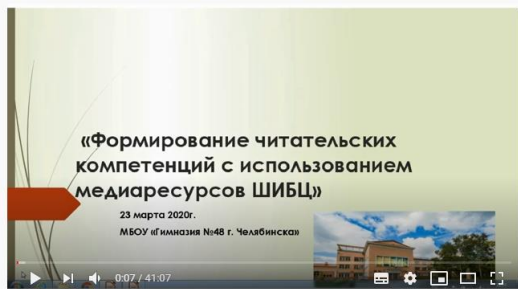 «Формирование читательских
компетенций с использованием
медиаресурсов ШИБЦ»
23 марта 2020г.
МБОУ «Гимназия №48 г. Челябинска»
0:07 / 41:07